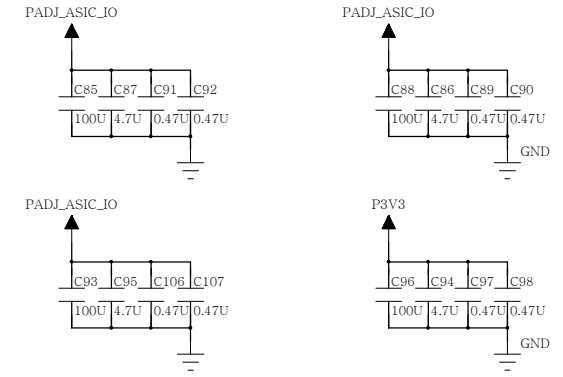 PADJ_ASIC_IO PADJ_ASIC_IO
C85 C87 C91 C92 C88 C86 C89 C90
100U 4.7U 0.47U 0.47U 100U 4.7U 0.47U 0.47U
GND
PADJ_ASIC_IO P3V3
C93 C95 C106 C107 C96 C94 C97 C98
100U 4.7U 0.47U 0.47U 100U 4.7U 0.47U 0.47U
GND